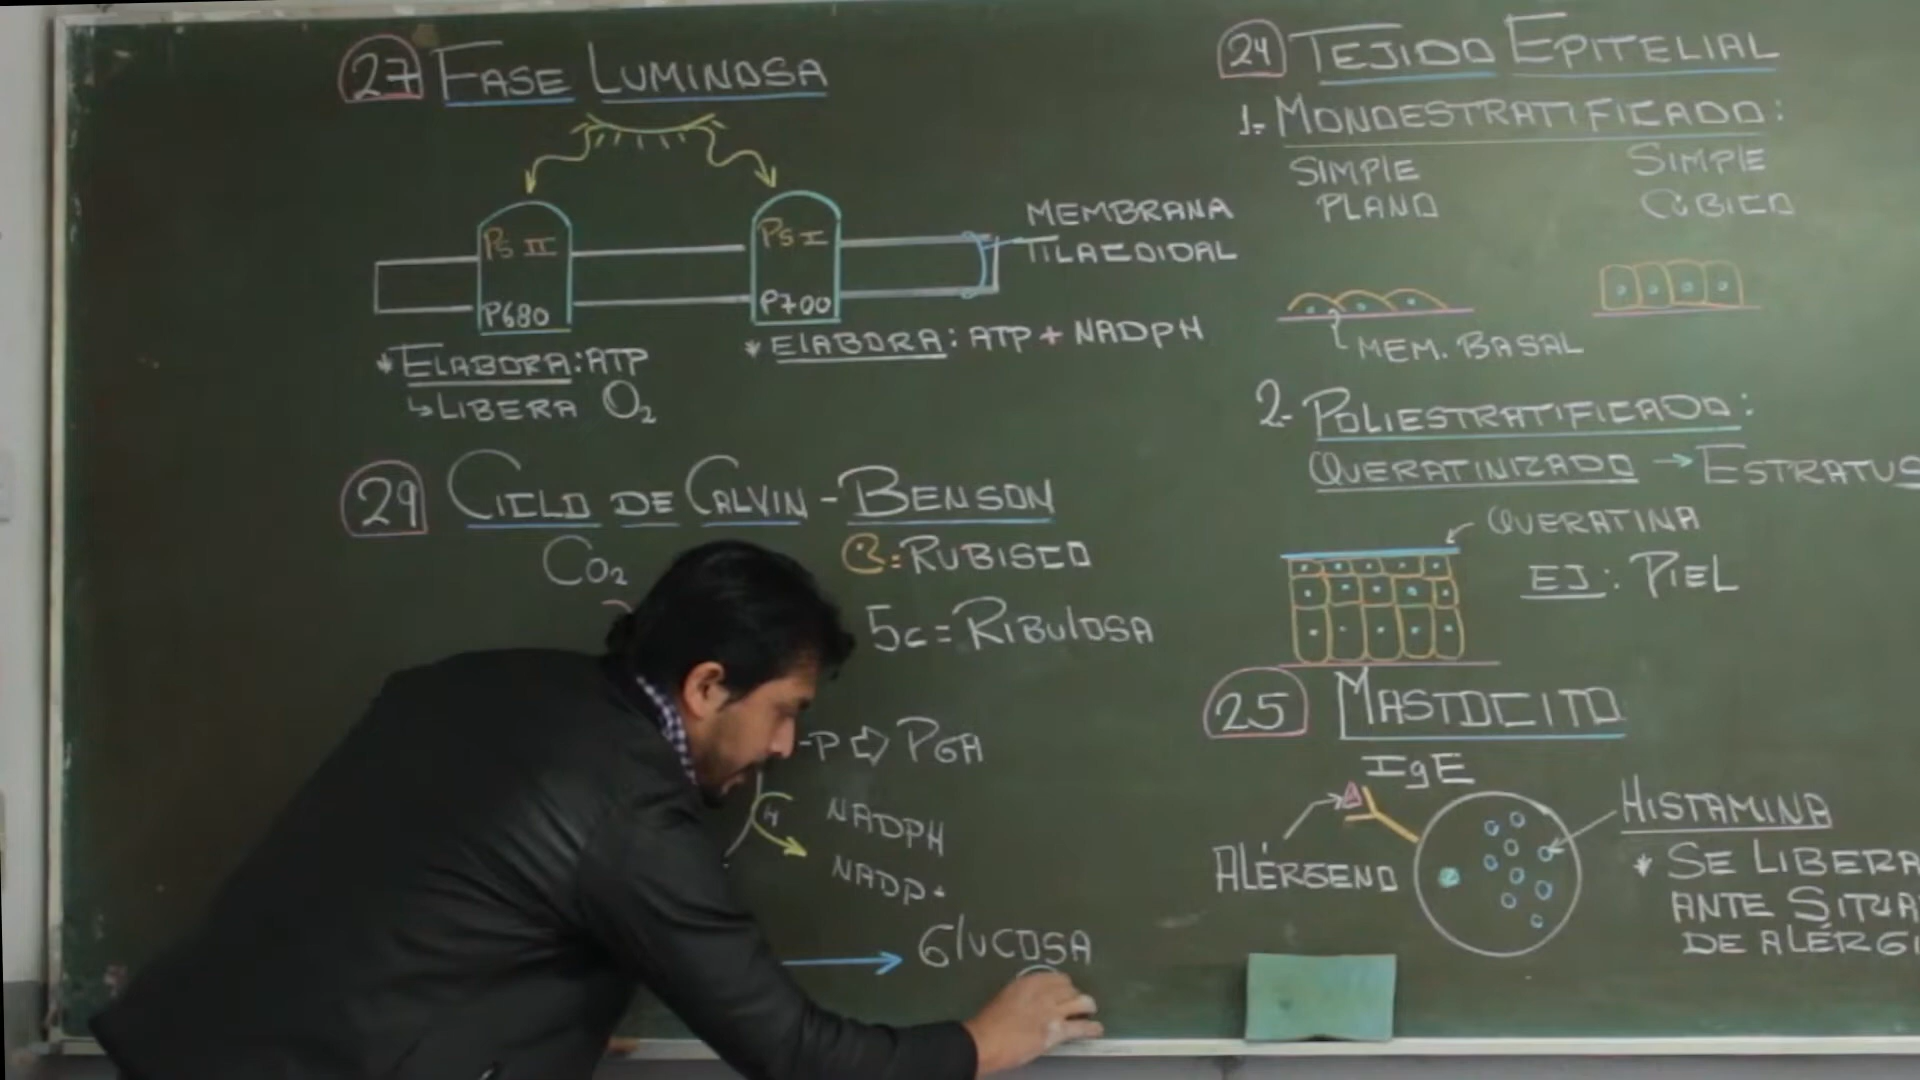 27 FASE LUMINOSA
PS II
PS I
P680
P700
MEMBRANA
TILACOIDAL
* ELABORA: ATP
↳ LIBERA O₂
* ELABORA: ATP + NADPH
29 CICLO DE CALVIN - BENSON
CO₂
= RUBISCO
5C = RIBULOSA
-P ⇨ PGA
NADPH
NADP+
GLUCOSA
24 TEJIDO EPITELIAL
1.- MONOESTRATIFICADO:
SIMPLE
PLANO
SIMPLE
CÚBICO
MEM. BASAL
2- POLIESTRATIFICADO:
QUERATINIZADO → ESTRATUS
QUERATINA
EJ: PIEL
25 MASTOCITO
IgE
ALÉRGENO
HISTAMINA
* SE LIBERA
ANTE SITUA
DE ALÉRGI